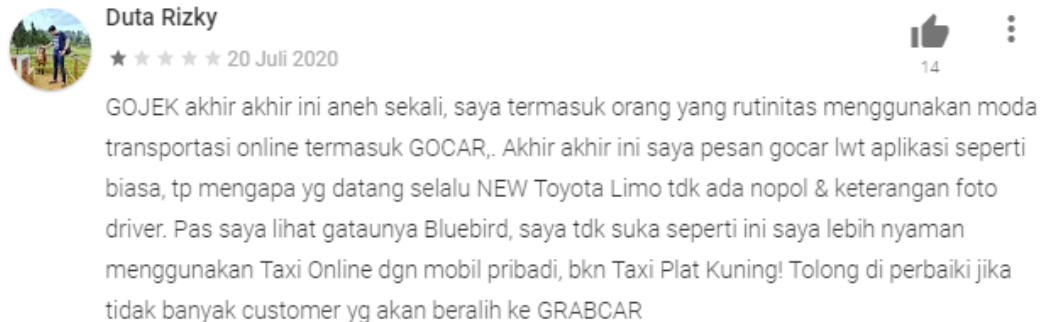 Duta Rizky
20 Juli 2020
14
GOJEK akhir akhir ini aneh sekali, saya termasuk orang yang rutinitas menggunakan moda
transportasi online termasuk GOCAR,. Akhir akhir ini saya pesan gocar lwt aplikasi seperti
biasa, tp mengapa yg datang selalu NEW Toyota Limo tdk ada nopol & keterangan foto
driver. Pas saya lihat gataunya Bluebird, saya tdk suka seperti ini saya lebih nyaman
menggunakan Taxi Online dgn mobil pribadi, bkn Taxi Plat Kuning! Tolong di perbaiki jika
tidak banyak customer yg akan beralih ke GRABCAR